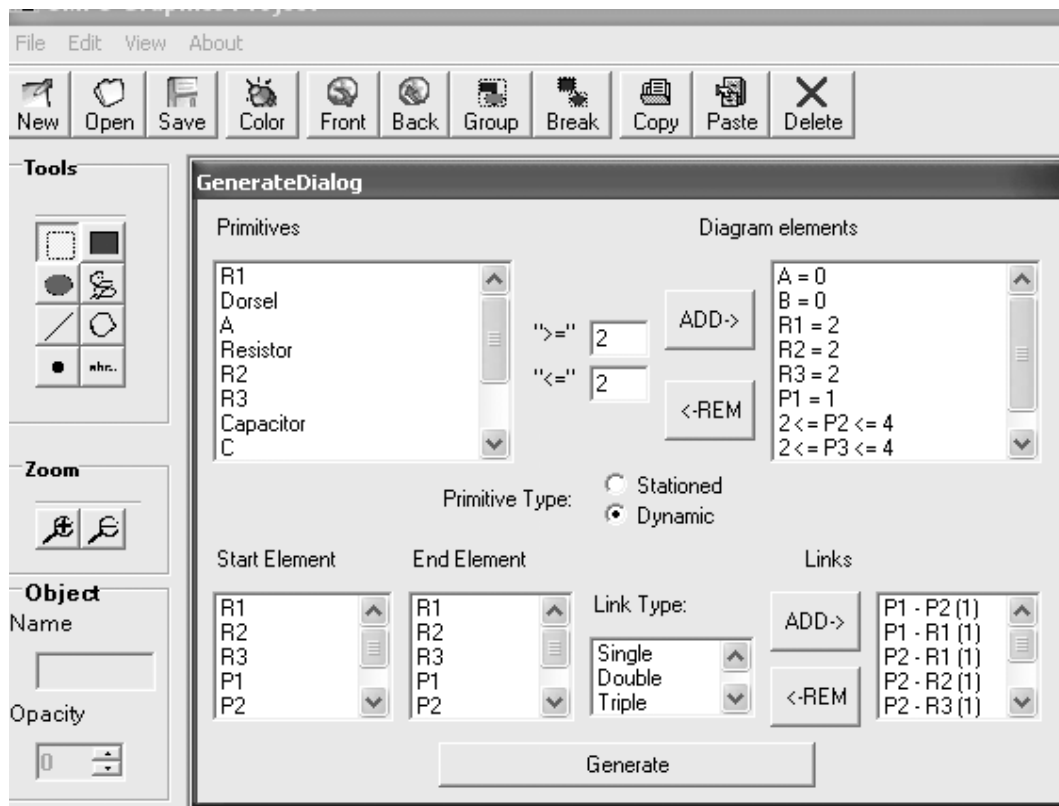 File Edit View About
New Open Save Color Front Back Group Break Copy Paste Delete
Tools
abc..
Zoom
Object
Name
Opacity
0
GenerateDialog
Primitives
R1
Dorsel
A
Resistor
R2
R3
Capacitor
C
">=" 2
"<=" 2
ADD->
<-REM
Diagram elements
A = 0
B = 0
R1 = 2
R2 = 2
R3 = 2
P1 = 1
2 <= P2 <= 4
2 <= P3 <= 4
Primitive Type:
Stationed
Dynamic
Start Element
R1
R2
R3
P1
P2
End Element
R1
R2
R3
P1
P2
Link Type:
Single
Double
Triple
ADD->
<-REM
Links
P1 - P2 (1)
P1 - R1 (1)
P2 - R1 (1)
P2 - R2 (1)
P2 - R3 (1)
Generate